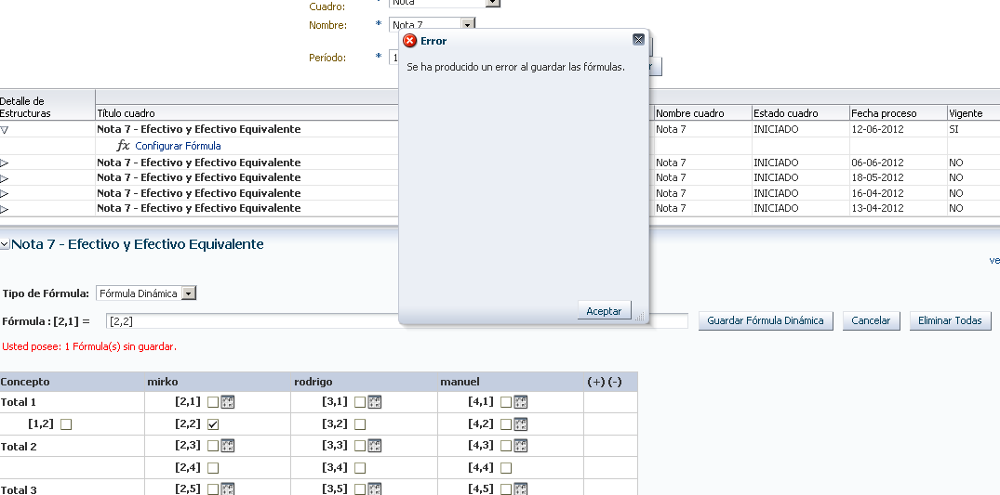 Cuadro: * Nota
Nombre: * Nota 7
Período: * 1
Error
Se ha producido un error al guardar las fórmulas.
Aceptar
Detalle de
Estructuras Título cuadro Nombre cuadro Estado cuadro Fecha proceso Vigente
Nota 7 - Efectivo y Efectivo Equivalente Nota 7 INICIADO 12-06-2012 SI
fx Configurar Fórmula
Nota 7 - Efectivo y Efectivo Equivalente Nota 7 INICIADO 06-06-2012 NO
Nota 7 - Efectivo y Efectivo Equivalente Nota 7 INICIADO 18-05-2012 NO
Nota 7 - Efectivo y Efectivo Equivalente Nota 7 INICIADO 16-04-2012 NO
Nota 7 - Efectivo y Efectivo Equivalente Nota 7 INICIADO 13-04-2012 NO
Nota 7 - Efectivo y Efectivo Equivalente
ve
Tipo de Fórmula: Fórmula Dinámica
Fórmula : [2,1] = [2,2] Guardar Fórmula Dinámica Cancelar Eliminar Todas
Usted posee: 1 Fórmula(s) sin guardar.
Concepto mirko rodrigo manuel (+) (-)
Total 1 [2,1] [3,1] [4,1]
[1,2] [2,2] [3,2] [4,2]
Total 2 [2,3] [3,3] [4,3]
[2,4] [3,4] [4,4]
Total 3 [2,5] [3,5] [4,5]